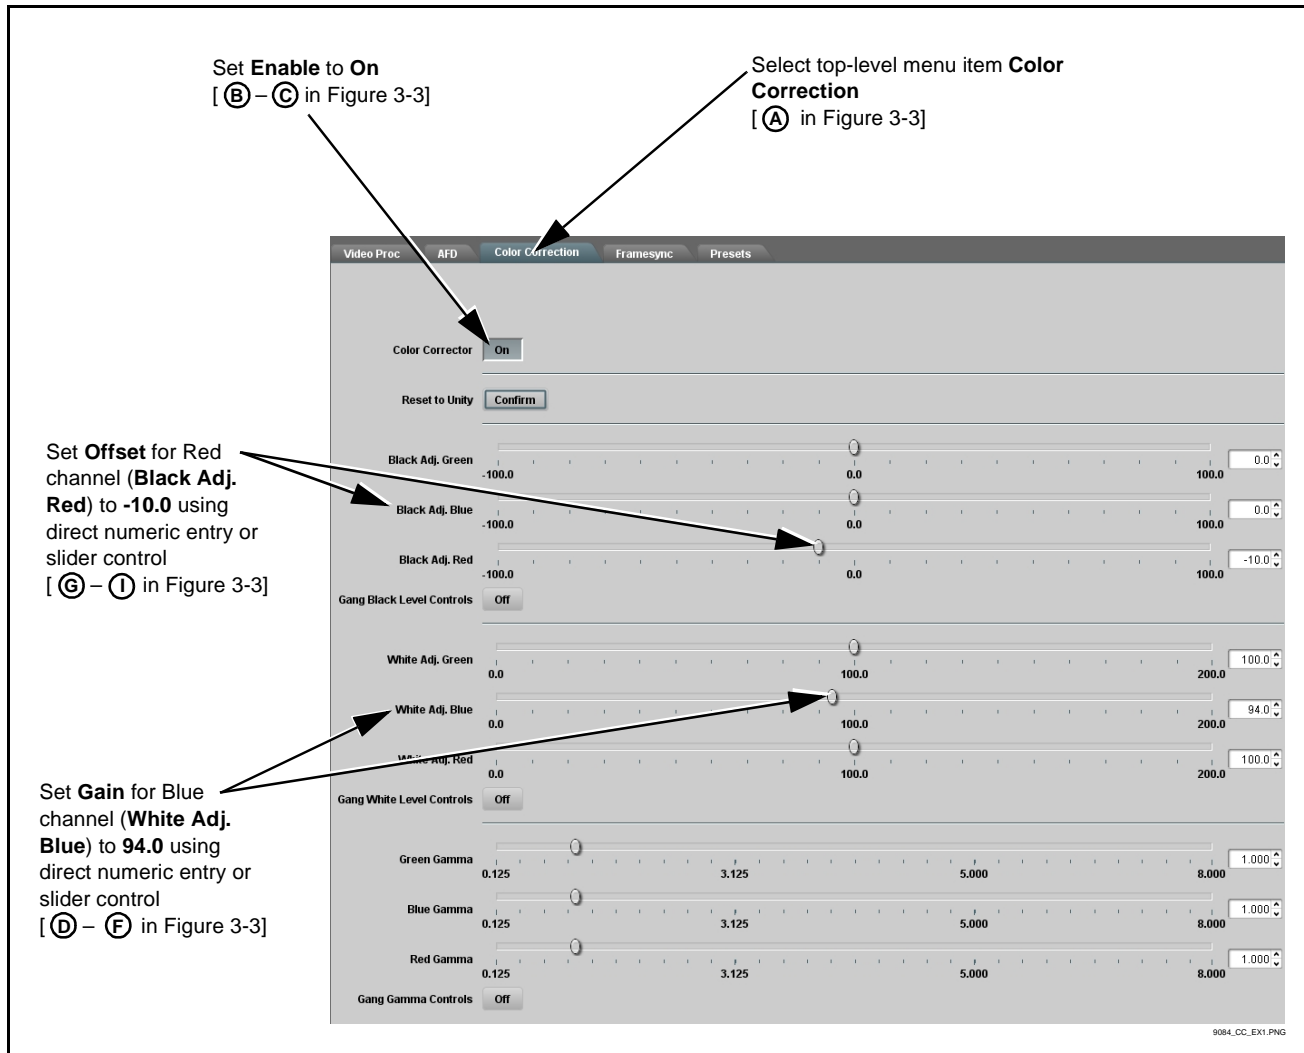 Set Enable to On
[ B – C in Figure 3-3]
Select top-level menu item Color
Correction
[ A in Figure 3-3]
Video Proc AFD Color Correction Framesync Presets
Color Corrector On
Reset to Unity Confirm
Set Offset for Red
channel (Black Adj.
Red) to -10.0 using
direct numeric entry or
slider control
[ G – I in Figure 3-3]
Black Adj. Green 0.0
-100.0 0.0 100.0
Black Adj. Blue 0.0
-100.0 0.0 100.0
Black Adj. Red -10.0
-100.0 0.0 100.0
Gang Black Level Controls Off
White Adj. Green 100.0
0.0 100.0 200.0
White Adj. Blue 94.0
0.0 100.0 200.0
White Adj. Red 100.0
0.0 100.0 200.0
Gang White Level Controls Off
Set Gain for Blue
channel (White Adj.
Blue) to 94.0 using
direct numeric entry or
slider control
[ D – F in Figure 3-3]
Green Gamma 1.000
0.125 3.125 5.000 8.000
Blue Gamma 1.000
0.125 3.125 5.000 8.000
Red Gamma 1.000
0.125 3.125 5.000 8.000
Gang Gamma Controls Off
9084_CC_EX1.PNG